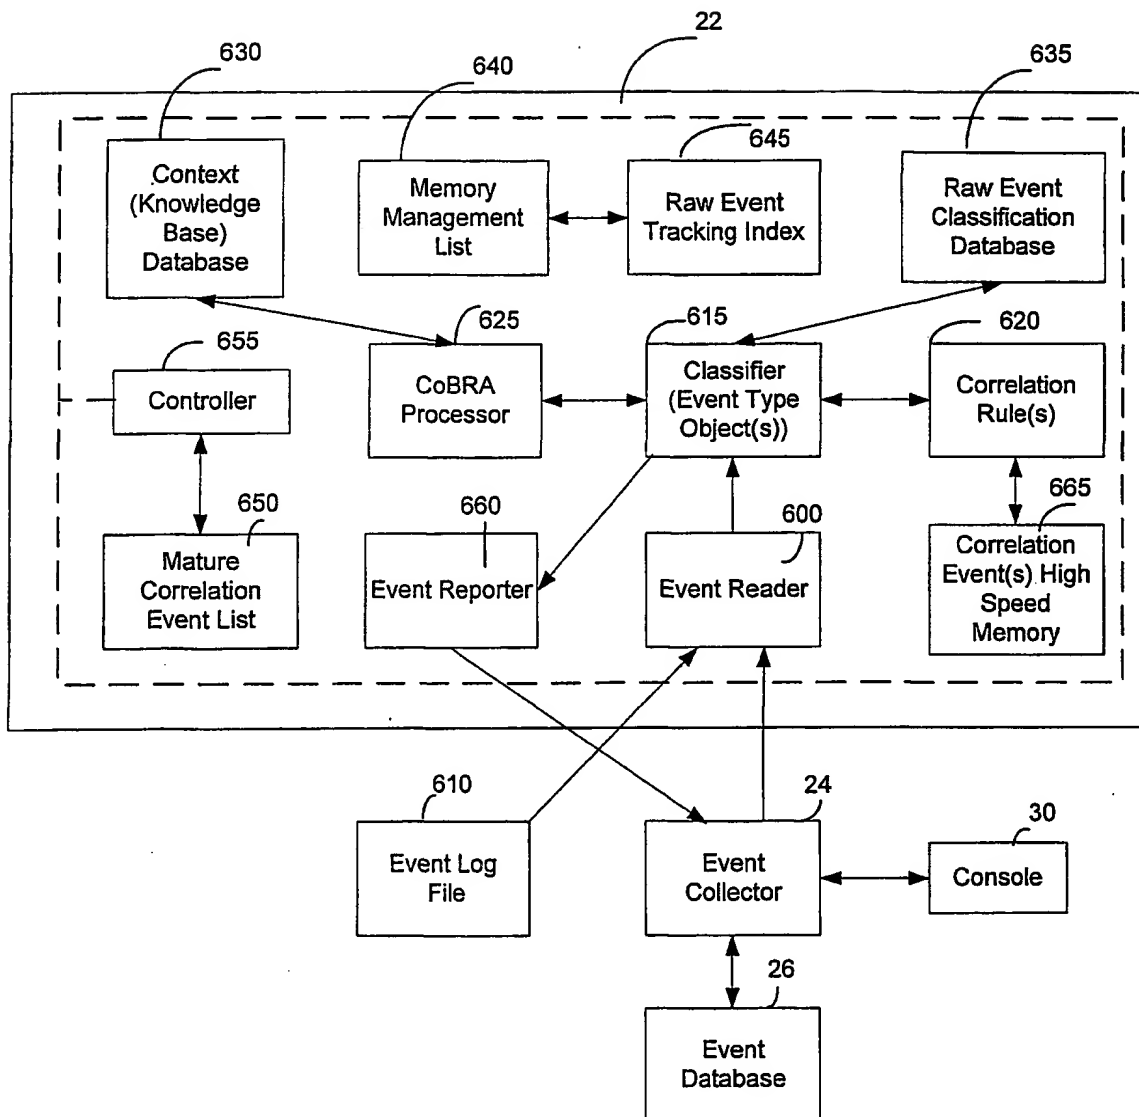 22
630
640
635
645
Context
(Knowledge
Base)
Database
Memory
Management
List
Raw Event
Tracking Index
Raw Event
Classification
Database
655
625
615
620
Controller
CoBRA
Processor
Classifier
(Event Type
Object(s))
Correlation
Rule(s)
650
660
600
665
Mature
Correlation
Event List
Event Reporter
Event Reader
Correlation
Event(s) High
Speed
Memory
610
24
30
Event Log
File
Event
Collector
Console
26
Event
Database